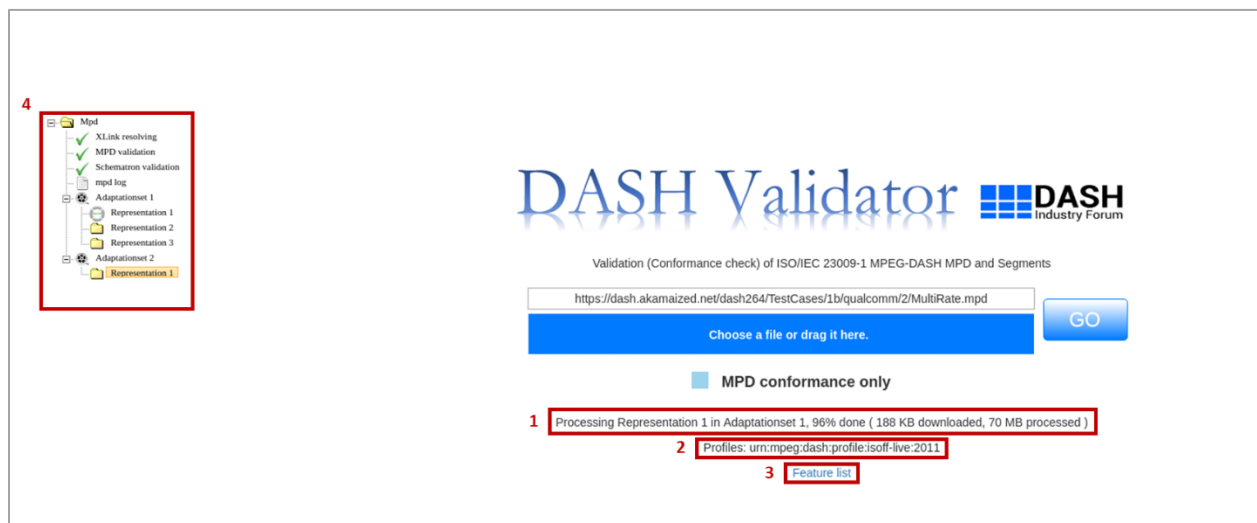 4
Mpd
XLink resolving
MPD validation
Schematron validation
mpd log
Adaptationset 1
Representation 1
Representation 2
Representation 3
Adaptationset 2
Representation 1
DASH Validator
DASH
Industry Forum
Validation (Conformance check) of ISO/IEC 23009-1 MPEG-DASH MPD and Segments
https://dash.akamaized.net/dash264/TestCases/1b/qualcomm/2/MultiRate.mpd
GO
Choose a file or drag it here.
MPD conformance only
1 Processing Representation 1 in Adaptationset 1, 96% done ( 188 KB downloaded, 70 MB processed )
2 Profiles: urn:mpeg:dash:profile:isoff-live:2011
3 Feature list